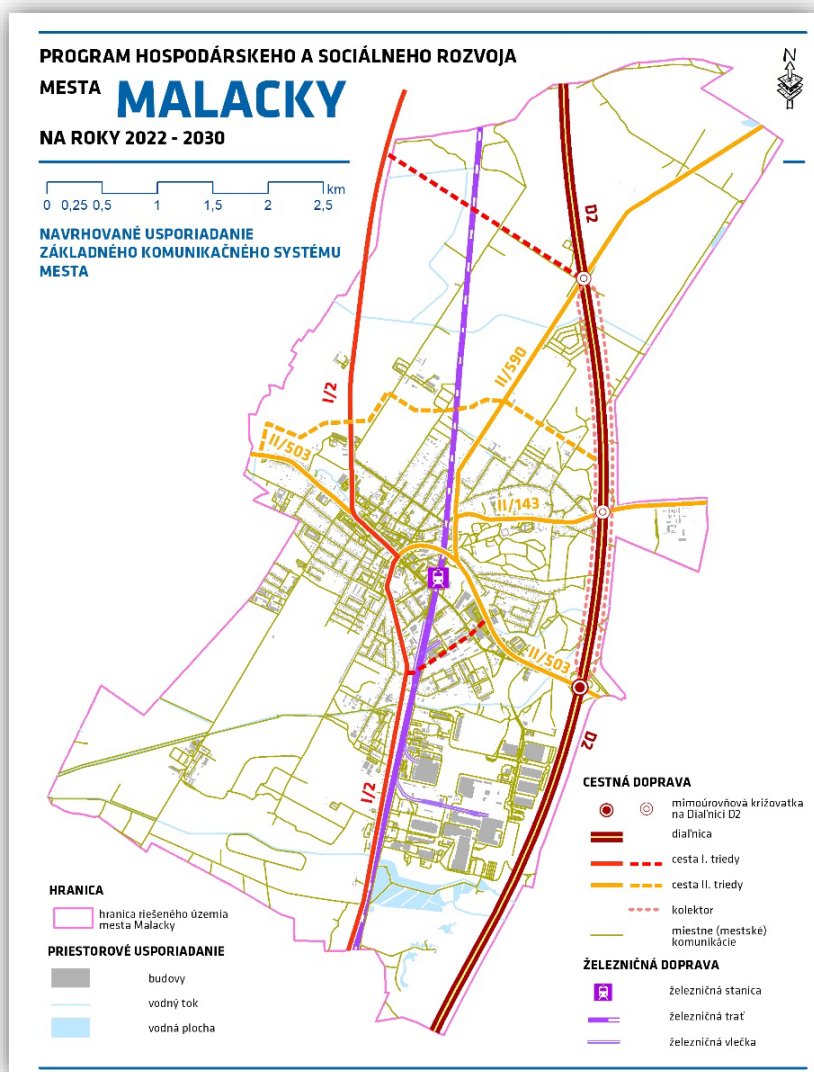 PROGRAM HOSPODÁRSKEHO A SOCIÁLNEHO ROZVOJA
MESTA MALACKY
NA ROKY 2022 - 2030
N
km
0 0,25 0,5 1 1,5 2 2,5
NAVRHOVANÉ USPORIADANIE
ZÁKLADNÉHO KOMUNIKAČNÉHO SYSTÉMU
MESTA
D2
II/590
I/2
II/503
II/143
II/503
D2
I/2
CESTNÁ DOPRAVA
mimoúrovňová križovatka
na Diaľnici D2
diaľnica
cesta I. triedy
cesta II. triedy
kolektor
miestne (mestské)
komunikácie
ŽELEZNIČNÁ DOPRAVA
železničná stanica
železničná trať
železničná vlečka
HRANICA
hranica riešeného územia
mesta Malacky
PRIESTOROVÉ USPORIADANIE
budovy
vodný tok
vodná plocha